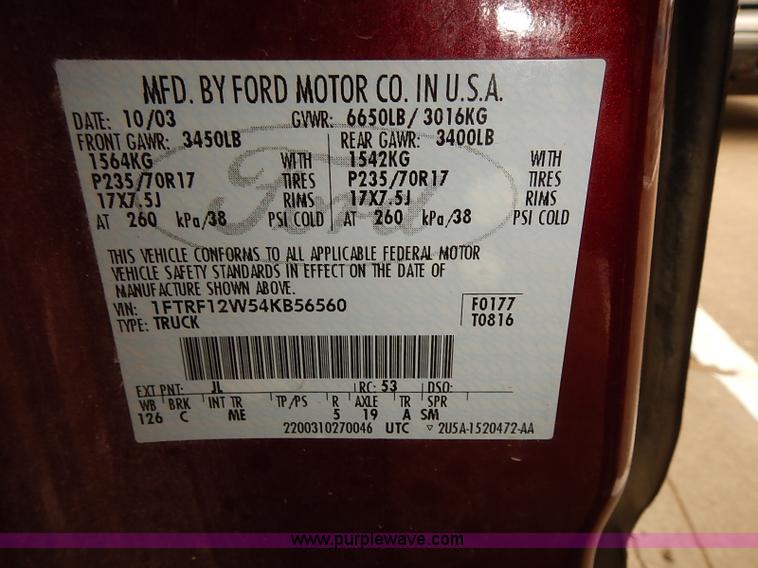 MFD. BY FORD MOTOR CO. IN U.S.A.
DATE: 10/03 GVWR: 6650LB/ 3016KG
FRONT GAWR: 3450LB REAR GAWR: 3400LB
1564KG WITH 1542KG WITH
P235/70R17 TIRES P235/70R17 TIRES
17X7.5J RIMS 17X7.5J RIMS
AT 260 kPa/38 PSI COLD AT 260 kPa/38 PSI COLD
Ford
THIS VEHICLE CONFORMS TO ALL APPLICABLE FEDERAL MOTOR
VEHICLE SAFETY STANDARDS IN EFFECT ON THE DATE OF
MANUFACTURE SHOWN ABOVE.
VIN: 1FTRF12W54KB56560 F0177
TYPE: TRUCK T0816
EXT PNT: JL RC: 53 DSO:
WB BRK INT TR TP/PS R AXLE TR SPR
126 C ME 5 19 A SM
2200310270046 UTC ▽ 2U5A-1520472-AA
www.purplewave.com